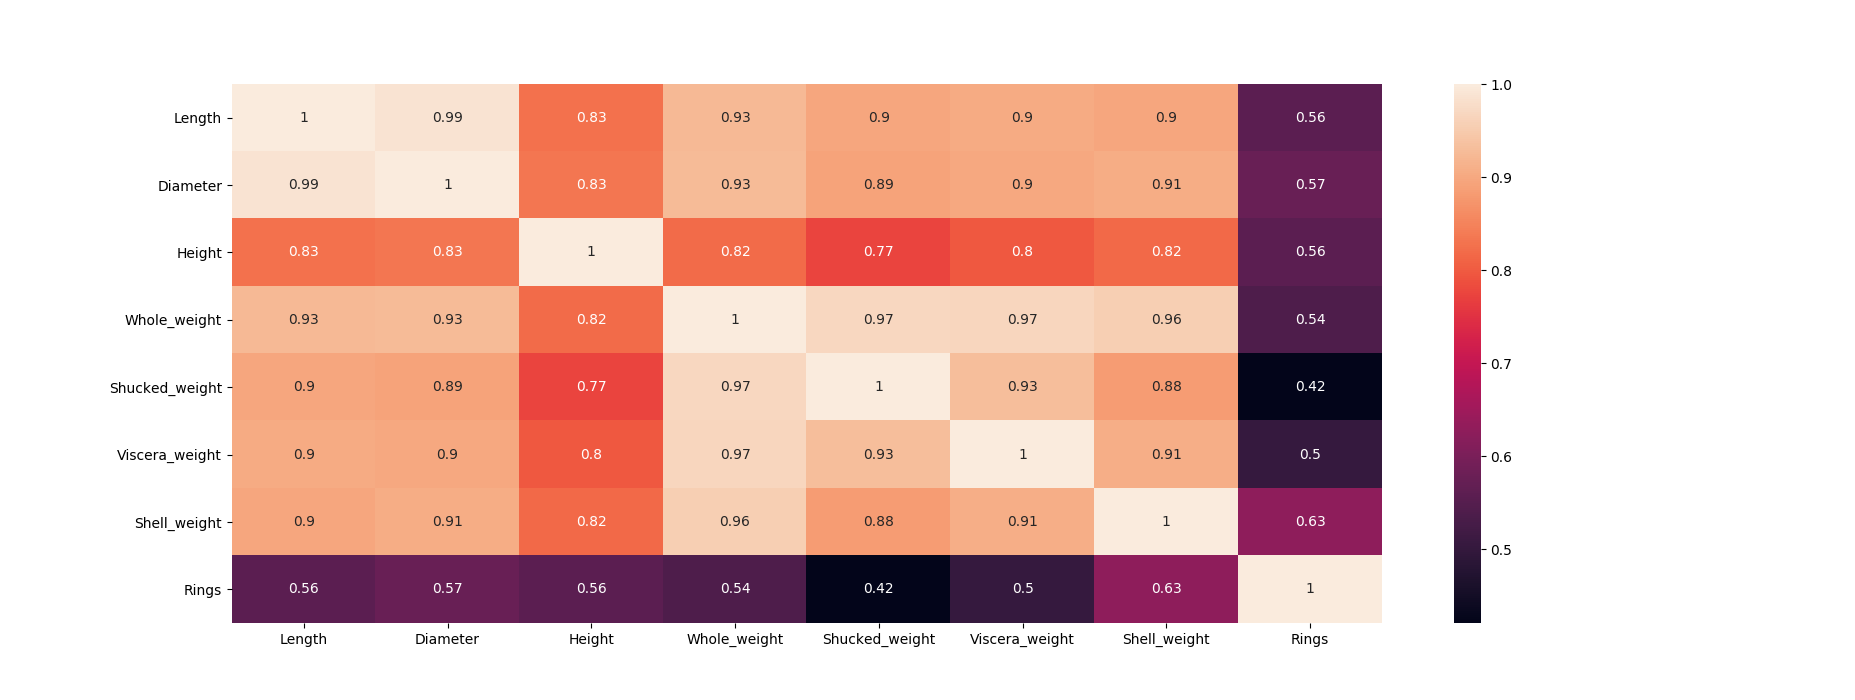 Length 1 0.99 0.83 0.93 0.9 0.9 0.9 0.56
Diameter 0.99 1 0.83 0.93 0.89 0.9 0.91 0.57
Height 0.83 0.83 1 0.82 0.77 0.8 0.82 0.56
Whole_weight 0.93 0.93 0.82 1 0.97 0.97 0.96 0.54
Shucked_weight 0.9 0.89 0.77 0.97 1 0.93 0.88 0.42
Viscera_weight 0.9 0.9 0.8 0.97 0.93 1 0.91 0.5
Shell_weight 0.9 0.91 0.82 0.96 0.88 0.91 1 0.63
Rings 0.56 0.57 0.56 0.54 0.42 0.5 0.63 1
Length Diameter Height Whole_weight Shucked_weight Viscera_weight Shell_weight Rings
1.0
0.9
0.8
0.7
0.6
0.5